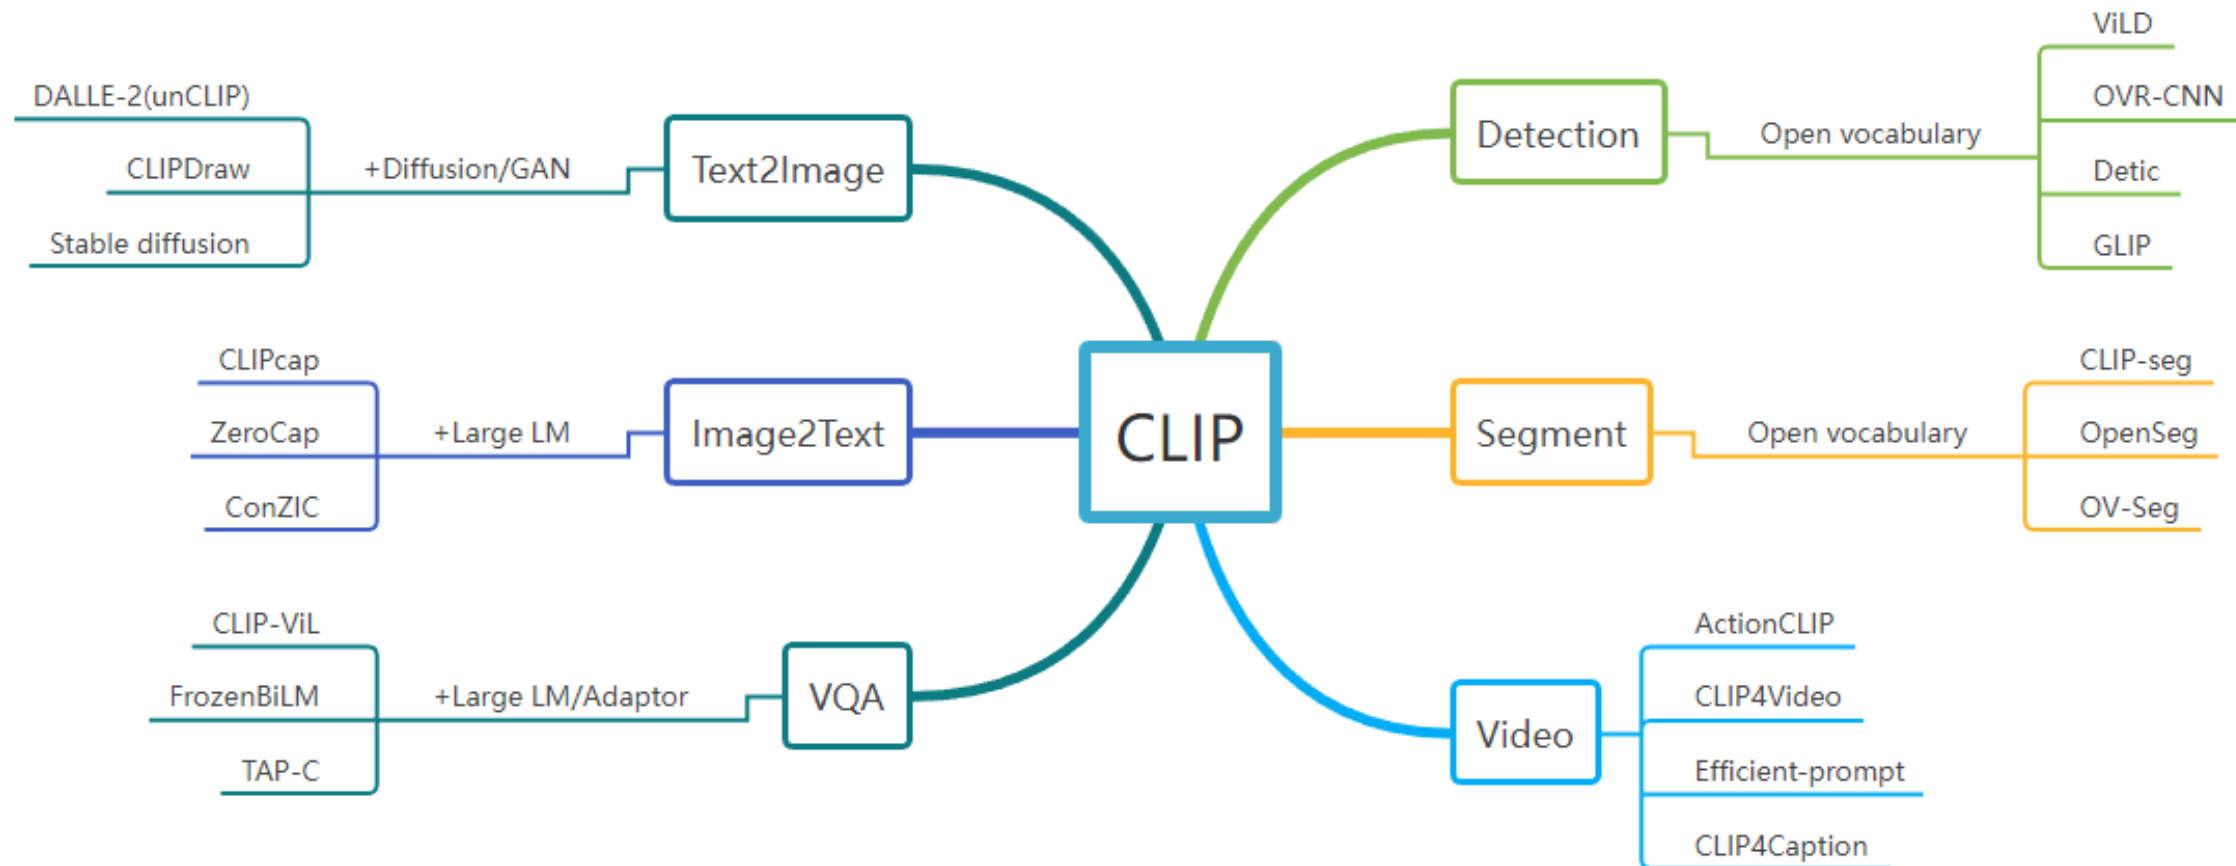 DALLE-2(unCLIP)
CLIPDraw
Stable diffusion
+Diffusion/GAN
Text2Image
CLIPcap
ZeroCap
ConZIC
+Large LM
Image2Text
CLIP-ViL
FrozenBiLM
TAP-C
+Large LM/Adaptor
VQA
CLIP
Detection
Open vocabulary
ViLD
OVR-CNN
Detic
GLIP
Segment
Open vocabulary
CLIP-seg
OpenSeg
OV-Seg
Video
ActionCLIP
CLIP4Video
Efficient-prompt
CLIP4Caption